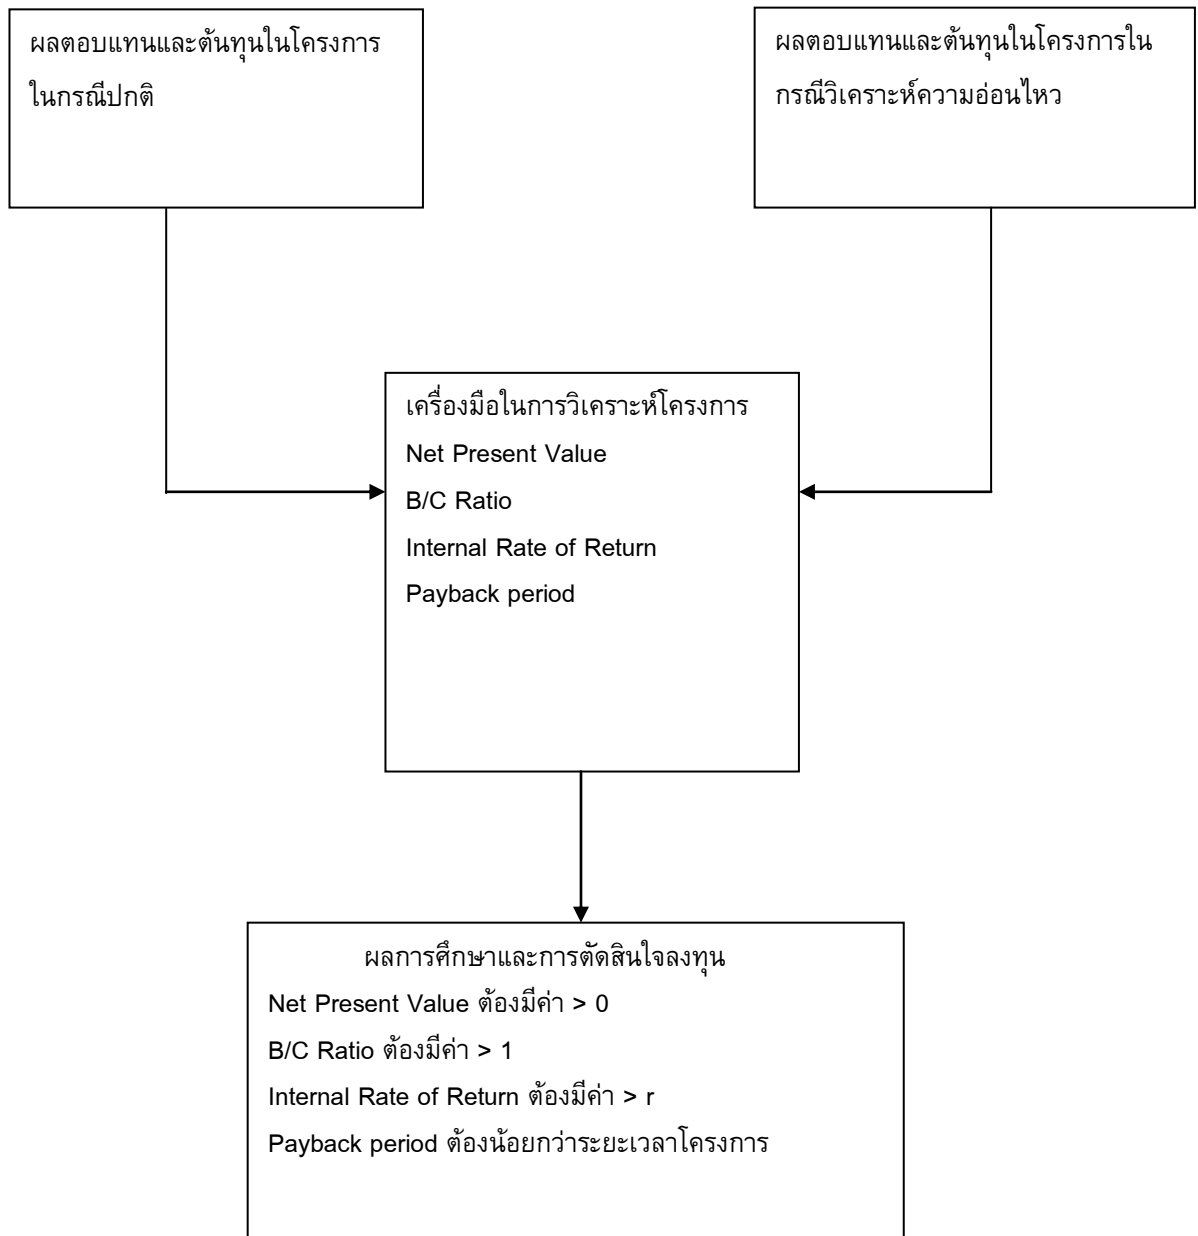 ผลตอบแทนและต้นทุนในโครงการ
ในกรณีปกติ
ผลตอบแทนและต้นทุนในโครงการใน
กรณีวิเคราะห์ความอ่อนไหว
เครื่องมือในการวิเคราะห์โครงการ
Net Present Value
B/C Ratio
Internal Rate of Return
Payback period
ผลการศึกษาและการตัดสินใจลงทุน
Net Present Value ต้องมีค่า > 0
B/C Ratio ต้องมีค่า > 1
Internal Rate of Return ต้องมีค่า > r
Payback period ต้องน้อยกว่าระยะเวลาโครงการ